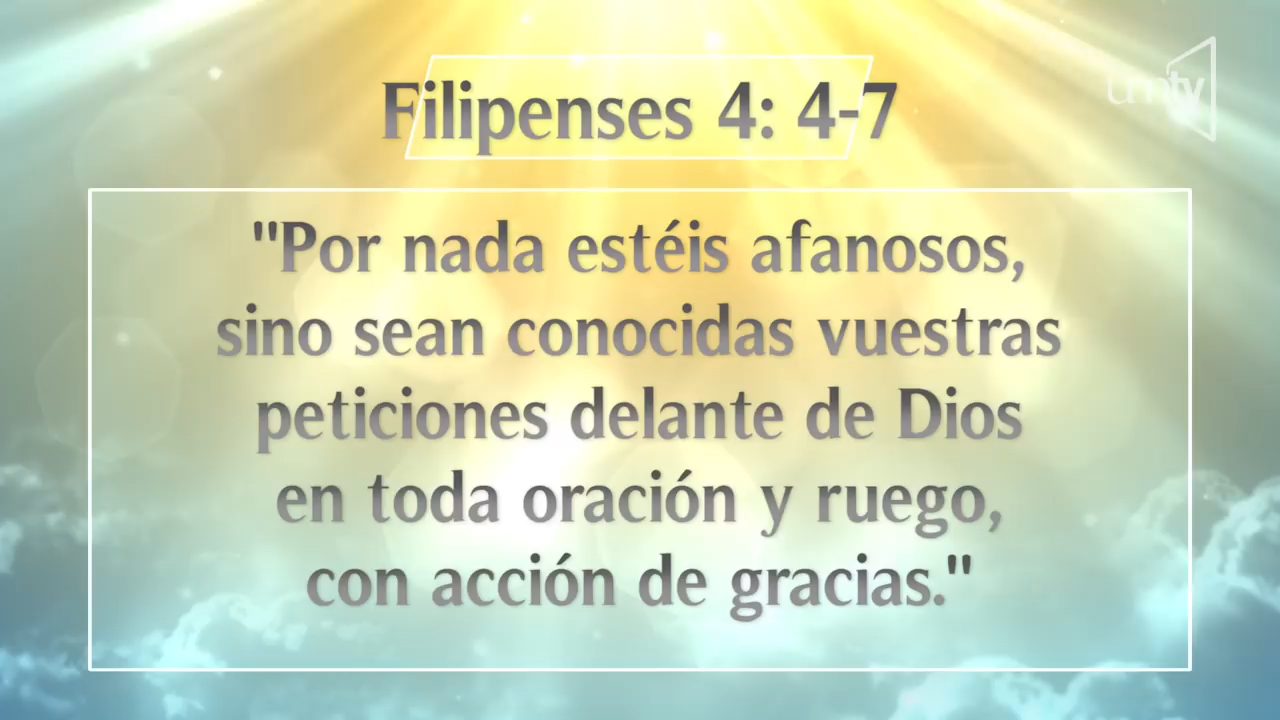 Filipenses 4: 4-7
umtv
"Por nada estéis afanosos,
sino sean conocidas vuestras
peticiones delante de Dios
en toda oración y ruego,
con acción de gracias."